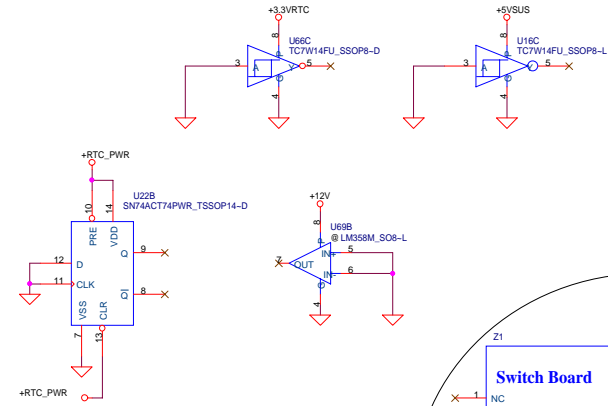 +3.3VRTC
8
U66C
TC7W14FU_SSOP8-D
P
3
A
Y
5
G
4
+5VSUS
8
U16C
TC7W14FU_SSOP8-L
P
3
A
Y
5
G
4
+RTC_PWR
10
14
U22B
SN74ACT74PWR_TSSOP14-D
PRE
VDD
12
D
Q
9
11
CLK
Q
8
VSS
CLR
7
13
+RTC_PWR
+12V
8
U69B
@ LM358M_SO8-L
P
IN+
5
7
OUT
IN-
6
G
4
Z1
Switch Board
1
NC